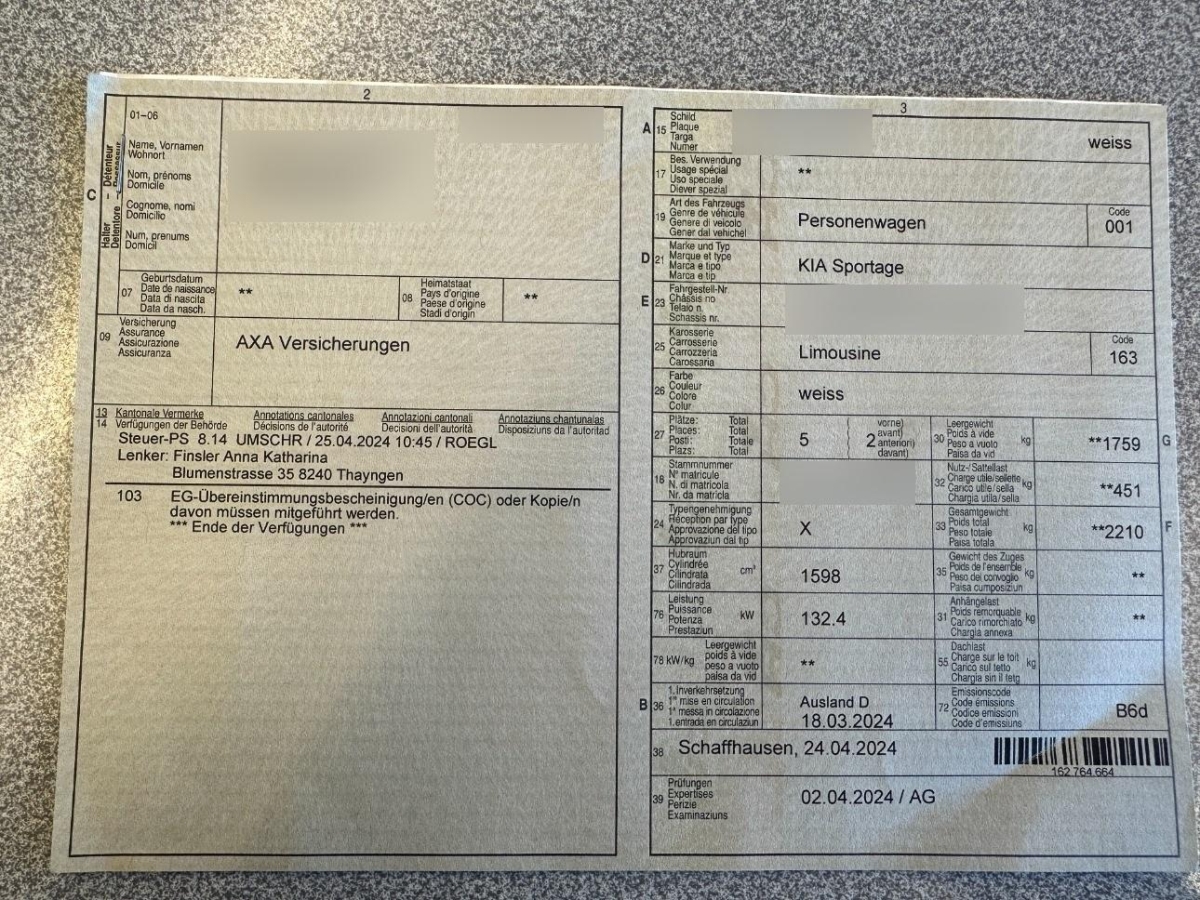 2
01–06
Name, Vornamen
Wohnort
Nom, prénoms
Domicile
Cognome, nomi
Domicilio
Num, prenums
Domicil
C
Halter – Détenteur
Detentore –
07
Geburtsdatum
Date de naissance
Data di nascita
Data da nasch.
**
08
Heimatstaat
Pays d'origine
Paese d'origine
Stadi d'origin
**
09
Versicherung
Assurance
Assicurazione
Assicuranza
AXA Versicherungen
13 Kantonale Vermerke Annotations cantonales Annotazioni cantonali Annotaziuns chantunalas
14 Verfügungen der Behörde Décisions de l'autorité Decisioni dell'autorità Disposiziuns da l'autoritad
Steuer-PS 8.14 UMSCHR / 25.04.2024 10:45 / ROEGL
Lenker: Finsler Anna Katharina
Blumenstrasse 35 8240 Thayngen
103 EG-Übereinstimmungsbescheinigung/en (COC) oder Kopie/n
davon müssen mitgeführt werden.
*** Ende der Verfügungen ***
3
A 15
Schild
Plaque
Targa
Numer
weiss
17
Bes. Verwendung
Usage spécial
Uso speciale
Diever spezial
**
19
Art des Fahrzeugs
Genre de véhicule
Genere di veicolo
Gener dal vehichel
Personenwagen
Code
001
D 21
Marke und Typ
Marque et type
Marca e tipo
Marca e tip
KIA Sportage
E 23
Fahrgestell-Nr.
Châssis no
Telaio n.
Schassis nr.
25
Karosserie
Carrosserie
Carrozzeria
Carossaria
Limousine
Code
163
26
Farbe
Couleur
Colore
Colur
weiss
27
Plätze: Total
Places: Total
Posti: Totale
Plazs: Total
5
2
vorne)
avant)
anteriori)
davant)
30
Leergewicht
Poids à vide
Peso a vuoto
Paisa da vid
kg
**1759
G
18
Stammnummer
N° matricule
N. di matricola
Nr. da matricla
32
Nutz-/Sattellast
Charge utile/sellette
Carico utile/sella
Chargia utila/sella
kg
**451
24
Typengenehmigung
Réception par type
Approvazione del tipo
Approvaziun dal tip
X
33
Gesamtgewicht
Poids total
Peso totale
Paisa totala
kg
**2210
F
37
Hubraum
Cylindrée
Cilindrata
Cilindrada
cm³
1598
35
Gewicht des Zuges
Poids de l'ensemble
Peso del convoglio
Paisa cumposiziun
kg
**
76
Leistung
Puissance
Potenza
Prestaziun
kW
132.4
31
Anhängelast
Poids remorquable
Carico rimorchiato
Chargia annexa
kg
**
78 kW/kg
Leergewicht
poids à vide
peso a vuoto
paisa da vid
**
55
Dachlast
Charge sur le toit
Carico sul tetto
Chargia sin il tetg
kg
B 36
1. Inverkehrsetzung
1re mise en circulation
1a messa in circolazione
1. entrada en circulaziun
Ausland D
18.03.2024
72
Emissionscode
Code émissions
Codice emissioni
Code d'emissiuns
B6d
38 Schaffhausen, 24.04.2024
162 764 664
39
Prüfungen
Expertises
Perizie
Examinaziuns
02.04.2024 / AG